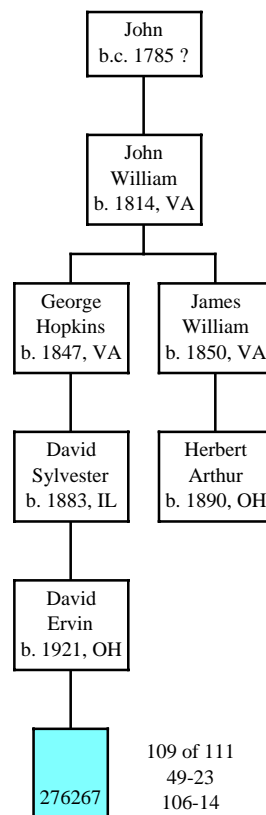 John
b.c. 1785 ?
John
William
b. 1814, VA
George
Hopkins
b. 1847, VA
James
William
b. 1850, VA
David
Sylvester
b. 1883, IL
Herbert
Arthur
b. 1890, OH
David
Ervin
b. 1921, OH
276267
109 of 111
49-23
106-14